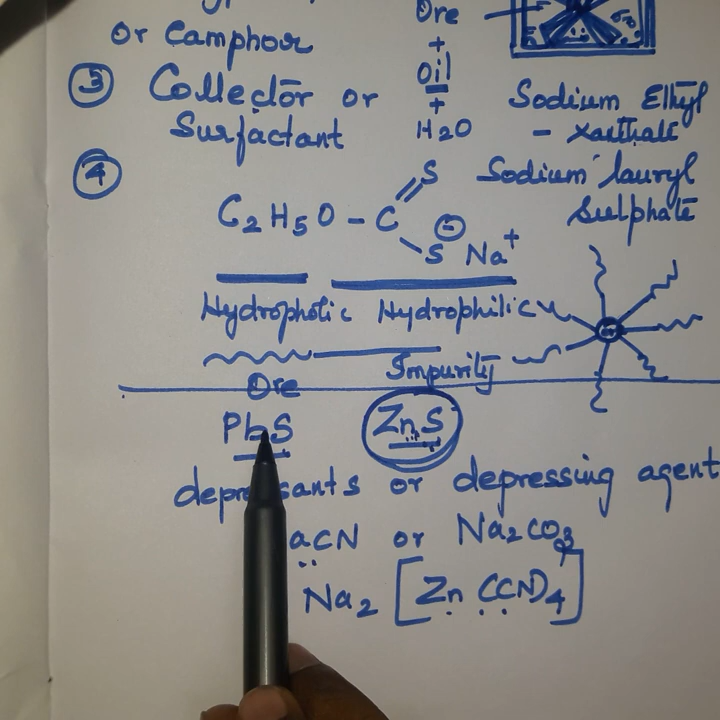 or Camphor
Ore
+
Oil
+
H2O
③ Collector or
Surfactant
Sodium Ethyl
- xanthate
④
Sodium lauryl
Sulphate
C2H5O - C
S
S⊖ Na+
Hydrophobic Hydrophilic
Ore
Impurity
PbS ZnS
depressants or depressing agent
aCN or Na2CO3
Na2 [Zn (CN)4]